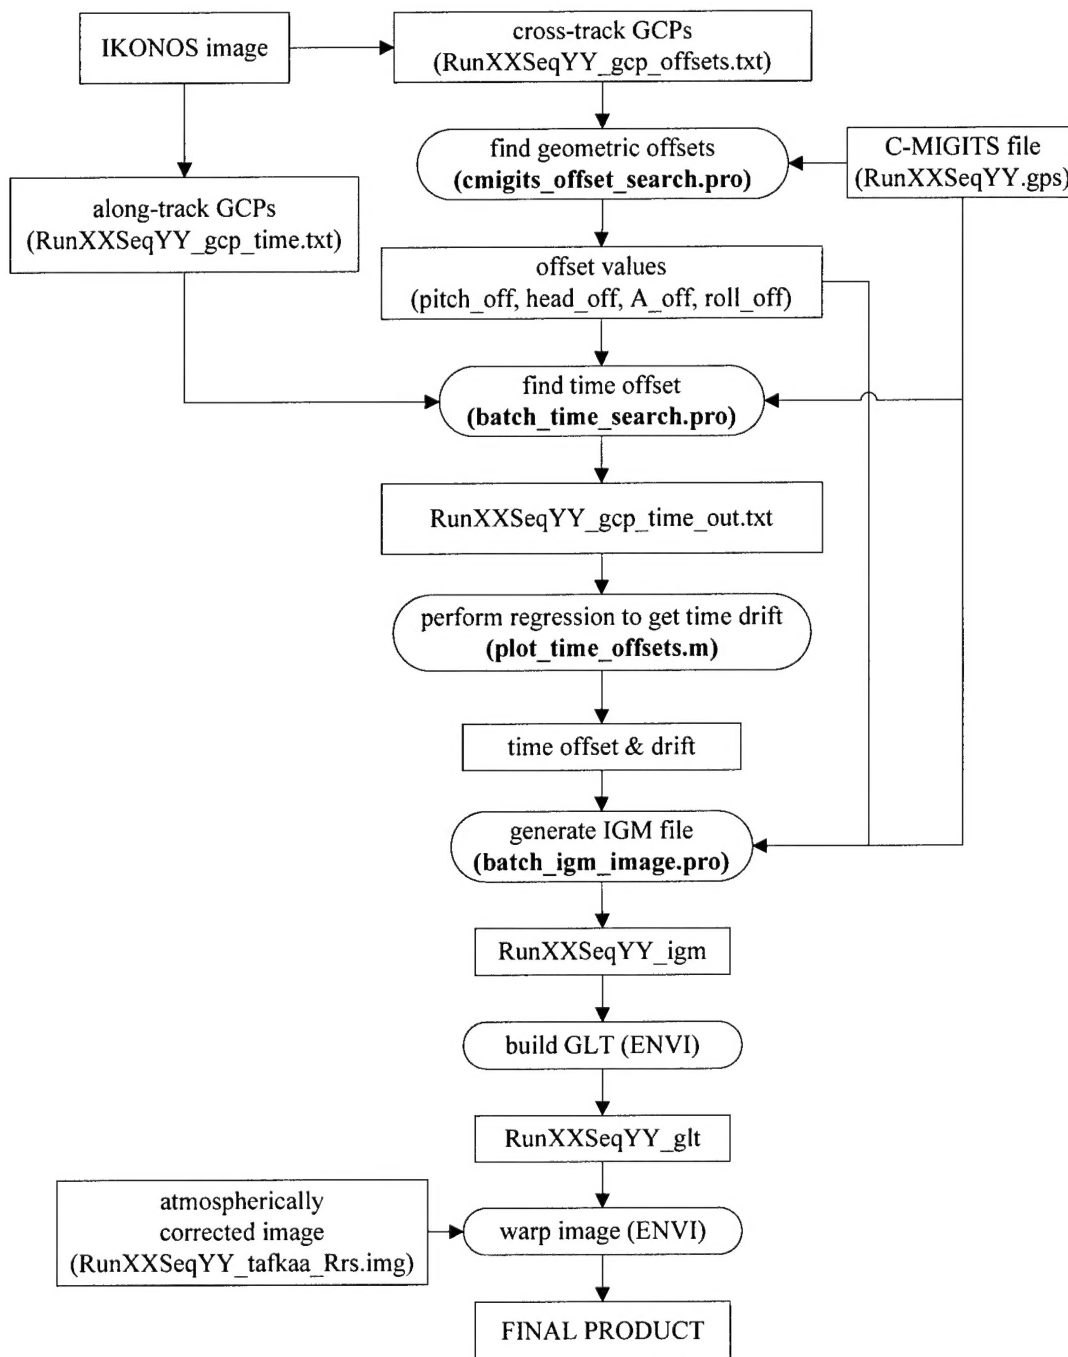 IKONOS image
cross-track GCPs
(RunXXSeqYY_gcp_offsets.txt)
find geometric offsets
(cmigits_offset_search.pro)
C-MIGITS file
(RunXXSeqYY.gps)
along-track GCPs
(RunXXSeqYY_gcp_time.txt)
offset values
(pitch_off, head_off, A_off, roll_off)
find time offset
(batch_time_search.pro)
RunXXSeqYY_gcp_time_out.txt
perform regression to get time drift
(plot_time_offsets.m)
time offset & drift
generate IGM file
(batch_igm_image.pro)
RunXXSeqYY_igm
build GLT (ENVI)
RunXXSeqYY_glt
atmospherically
corrected image
(RunXXSeqYY_tafkaa_Rrs.img)
warp image (ENVI)
FINAL PRODUCT